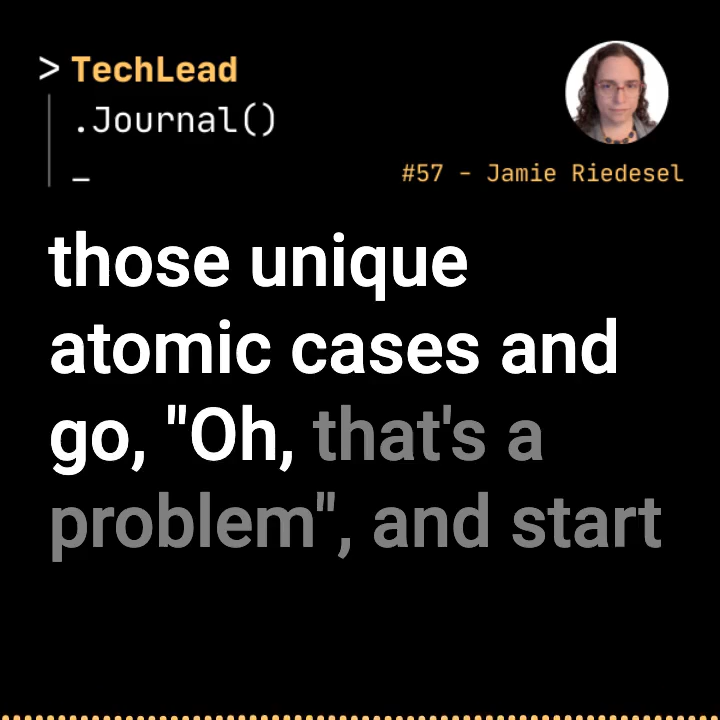 > TechLead
.Journal()
_
#57 - Jamie Riedesel
those unique
atomic cases and
go, "Oh, that's a
problem", and start